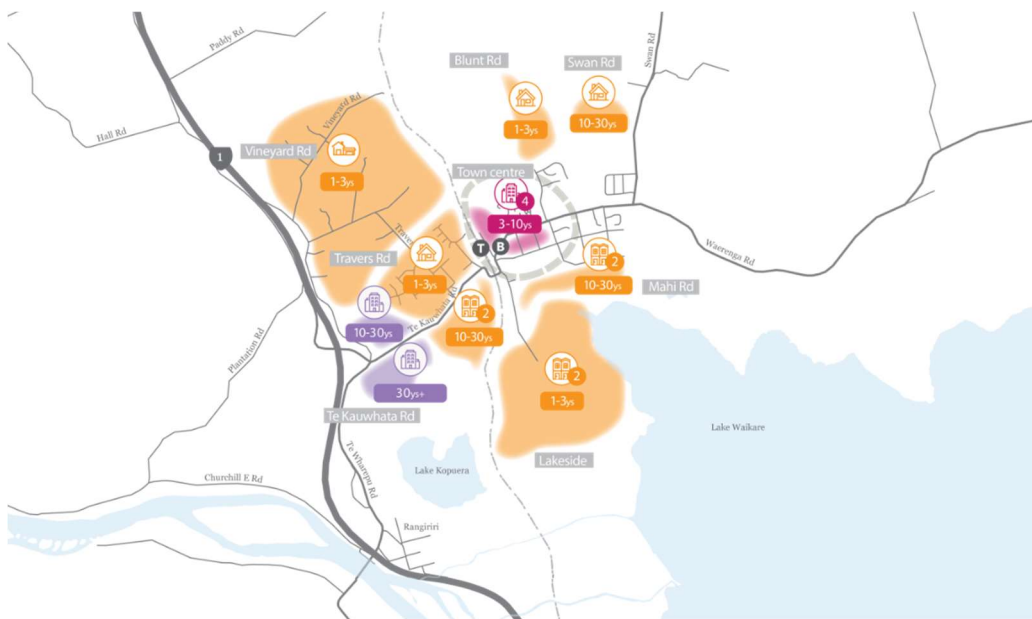 Paddy Rd
Hall Rd
1
Vineyard Rd
Vineyard Rd
1-3ys
Blunt Rd
1-3ys
Swan Rd
10-30ys
Swan Rd
Town centre
4
3-10ys
T
B
Waerenga Rd
2
10-30ys
Mahi Rd
Travers Rd
Travers
1-3ys
10-30ys
Te Kauwhata Rd
2
10-30ys
30ys+
Te Kauwhata Rd
2
1-3ys
Lakeside
Plantation Rd
Te Wharepu Rd
Lake Kopuera
Lake Waikare
Churchill E Rd
Rangiriri